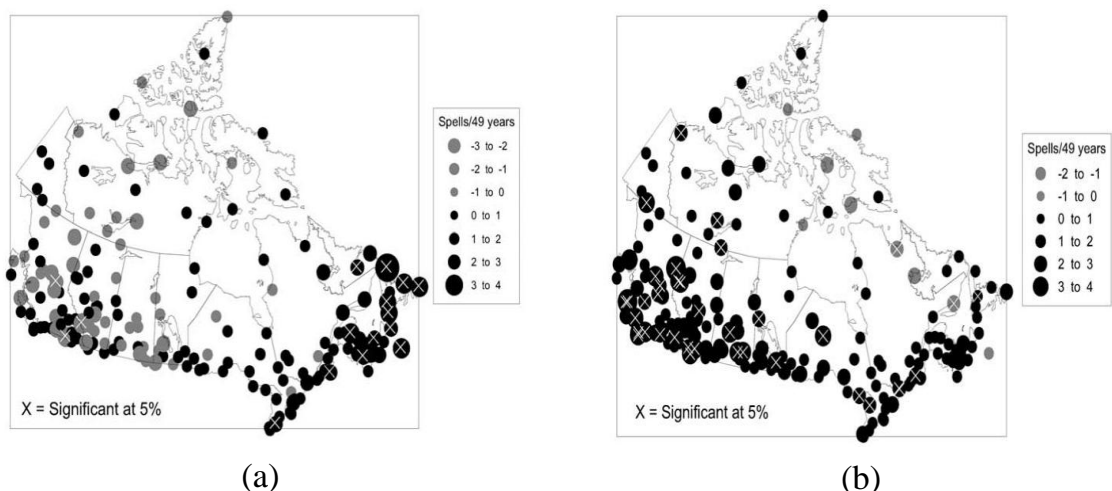 Spells/49 years
-3 to -2
-2 to -1
-1 to 0
0 to 1
1 to 2
2 to 3
3 to 4
X = Significant at 5%
(a)
Spells/49 years
-2 to -1
-1 to 0
0 to 1
1 to 2
2 to 3
3 to 4
X = Significant at 5%
(b)